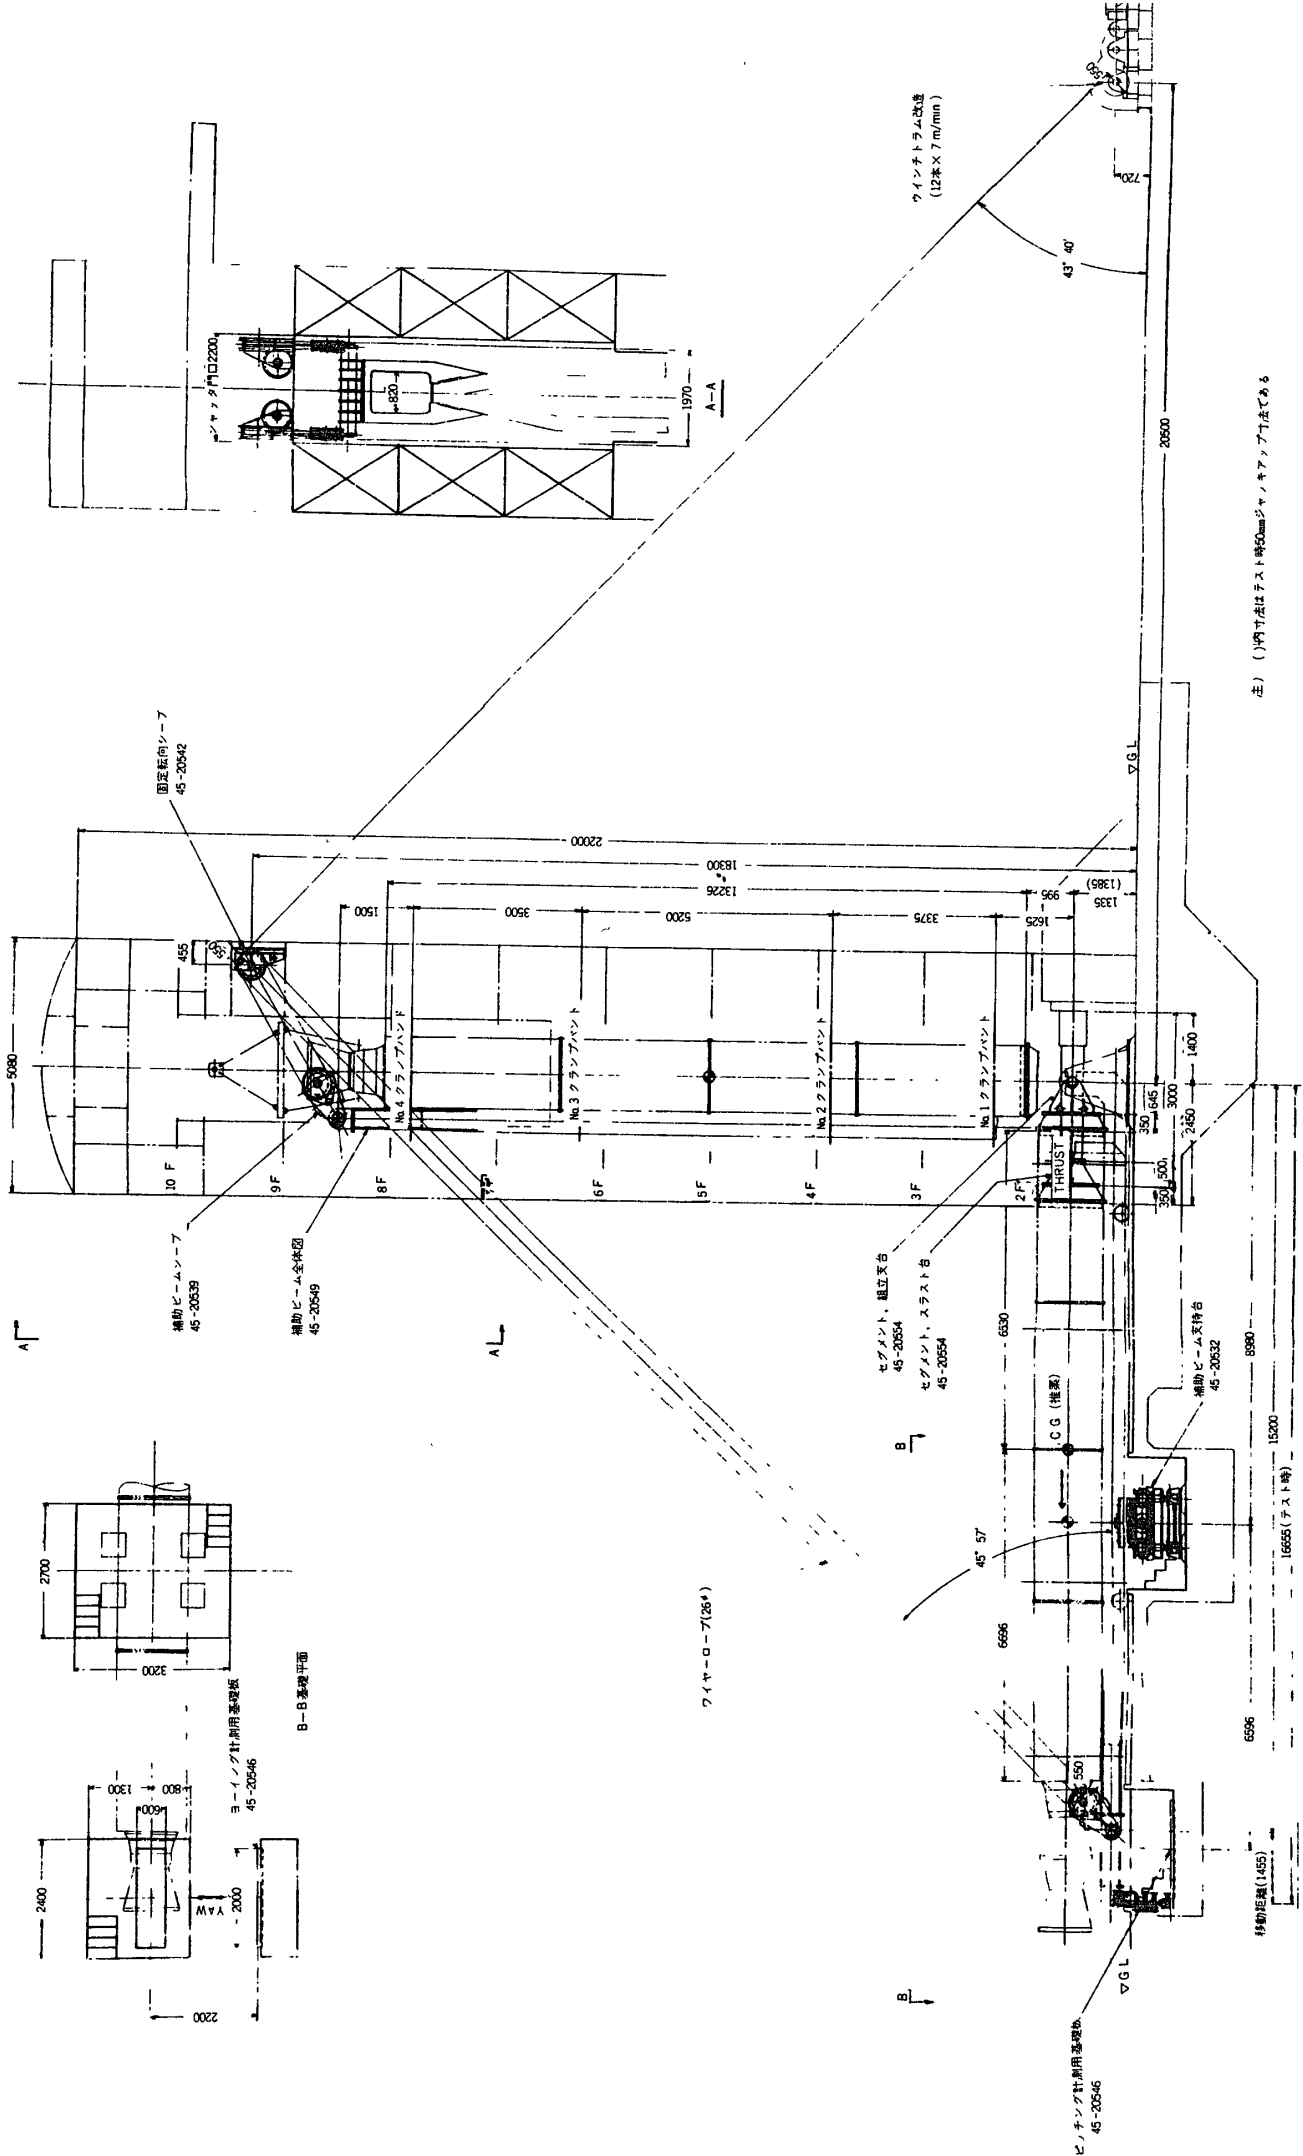 550
ウインチドラム改造
(12本×7m/min)
720
43° 40′
20500
シャッタ門口2200
820
1970
A-A
注) ( )内寸法はテスト時50mmジャッキアップ寸法である
固定転向シーブ
45-20542
▽GL
22000
18300
13226
995
1335
(1385)
1500
3500
5200
3375
1625
5080
455
550
No.4クランプバンド
No.3クランプバンド
No.2クランプバンド
No.1クランプバンド
10 F
9F
8F
7F
6F
5F
4F
3F
2F
THRUST
1400
645
350
3000
2450
500
350
A
補助ビームシーブ
45-20539
補助ビーム全体図
45-20549
A
セグメント, 組立支台
45-20554
セグメント, スラスト台
45-20554
6530
C G (推薬)
補助ビーム支持台
45-20532
8980
15200
16655(テスト時)
B
45° 57′
6696
6596
ワイヤーロープ(26φ)
550
移動距離(1455)
▽GL
B
ピッチング計測用基礎板
45-20546
2700
3200
B-B基礎平面
ヨーイング計測用基礎板
45-20546
1300
800
600
2400
YAW
2000
2200